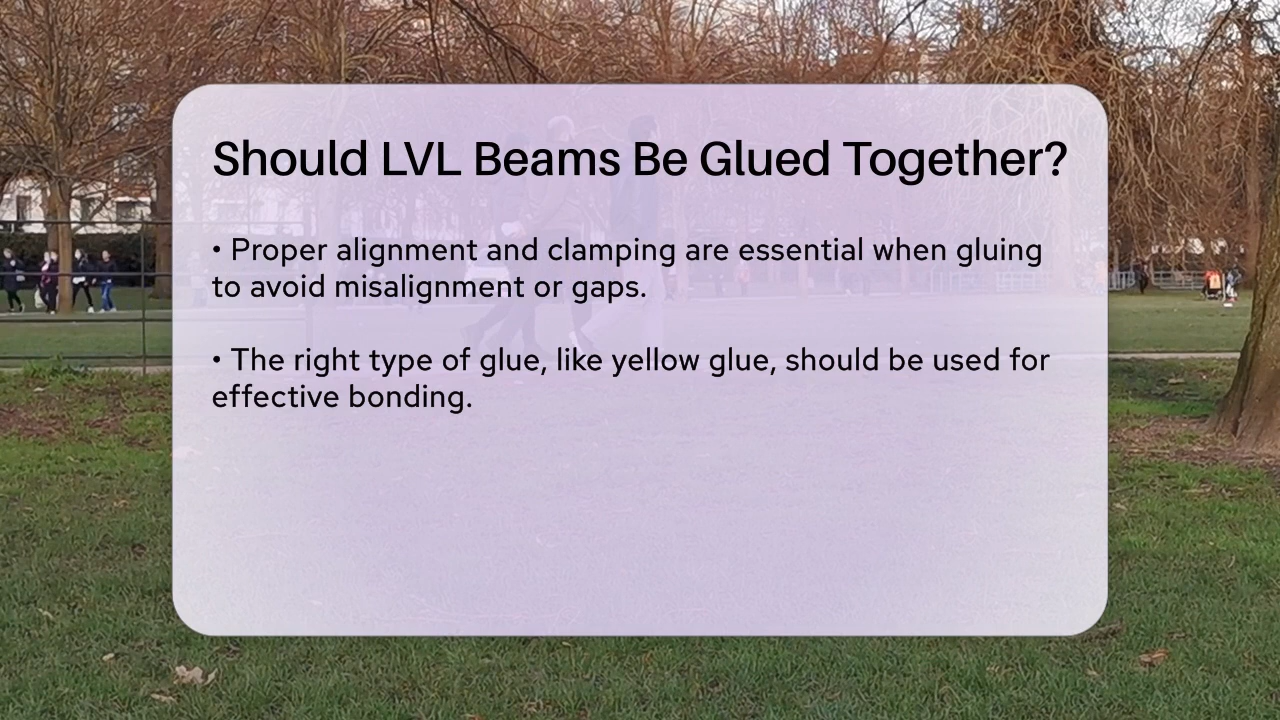 Should LVL Beams Be Glued Together?
• Proper alignment and clamping are essential when gluing
to avoid misalignment or gaps.
• The right type of glue, like yellow glue, should be used for
effective bonding.